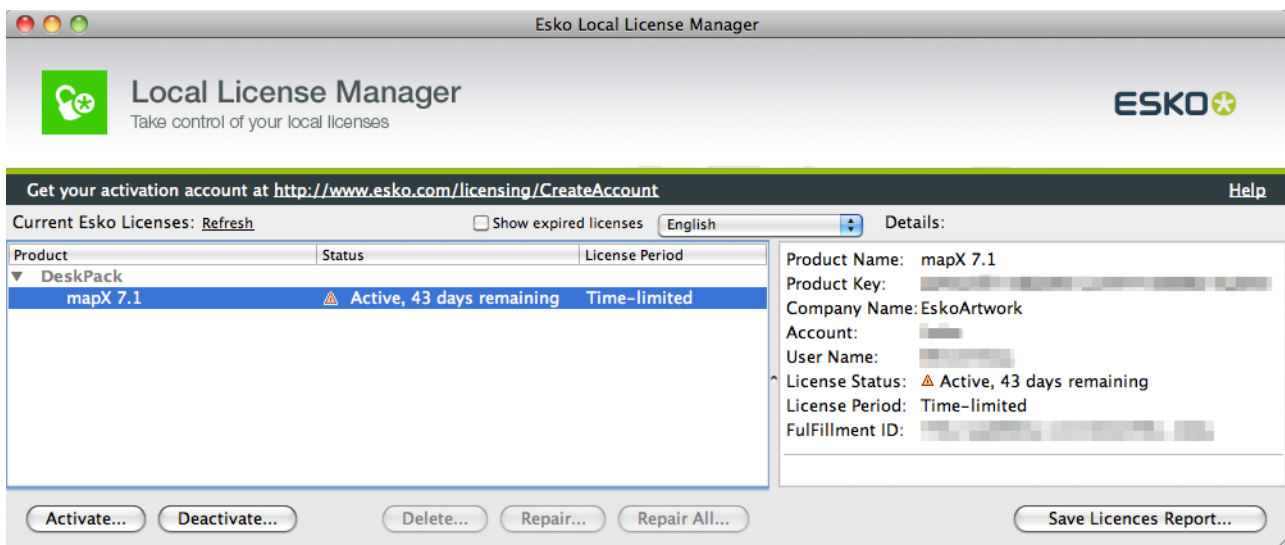 Esko Local License Manager
Local License Manager
Take control of your local licenses
ESKO
Get your activation account at http://www.esko.com/licensing/CreateAccount Help
Current Esko Licenses: Refresh Show expired licenses English Details:
Product Status License Period
DeskPack
mapX 7.1 Active, 43 days remaining Time-limited
Product Name: mapX 7.1
Product Key:
Company Name: EskoArtwork
Account:
User Name:
License Status: Active, 43 days remaining
License Period: Time-limited
FulFillment ID:
Activate... Deactivate... Delete... Repair... Repair All... Save Licences Report...